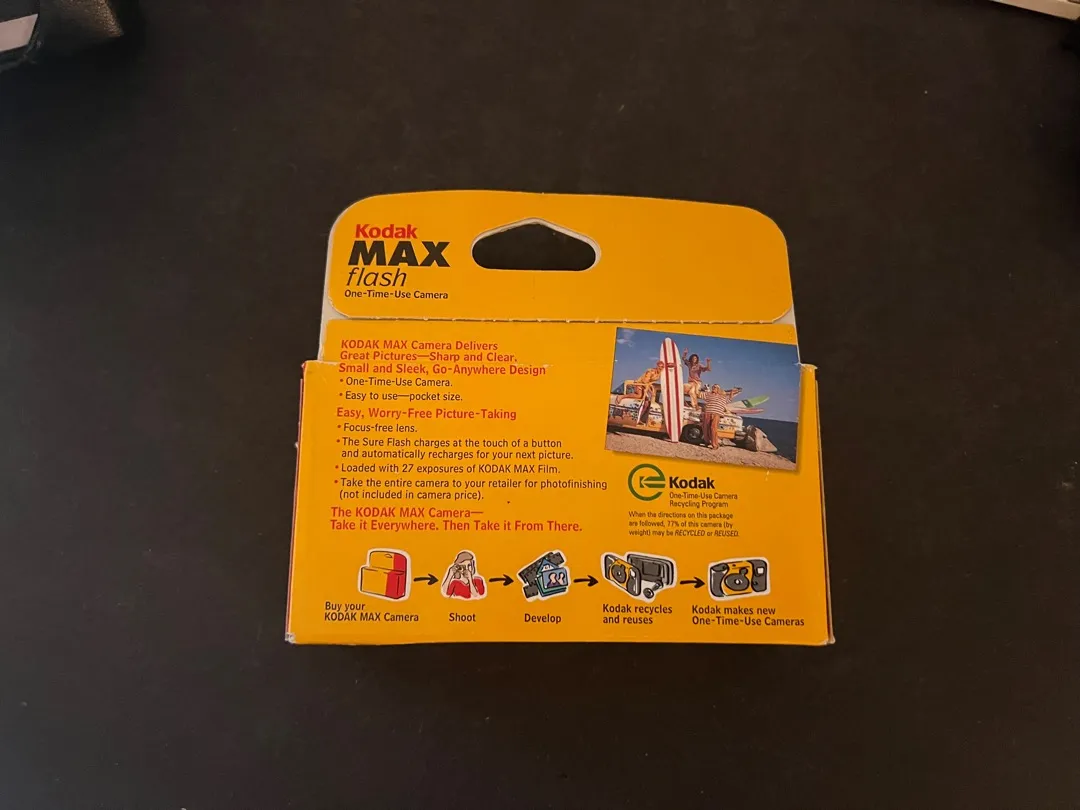 Kodak
MAX
flash
One-Time-Use Camera
KODAK MAX Camera Delivers
Great Pictures—Sharp and Clear.
Small and Sleek, Go-Anywhere Design
• One-Time-Use Camera.
• Easy to use—pocket size.
Easy, Worry-Free Picture-Taking
• Focus-free lens.
• The Sure Flash charges at the touch of a button
and automatically recharges for your next picture.
• Loaded with 27 exposures of KODAK MAX Film.
• Take the entire camera to your retailer for photofinishing
(not included in camera price).
The KODAK MAX Camera—
Take it Everywhere. Then Take it From There.
Kodak
One-Time-Use Camera
Recycling Program
When the directions on this package
are followed, 77% of this camera (by
weight) may be RECYCLED or REUSED.
Buy your
KODAK MAX Camera
Shoot
Develop
Kodak recycles
and reuses
Kodak makes new
One-Time-Use Cameras